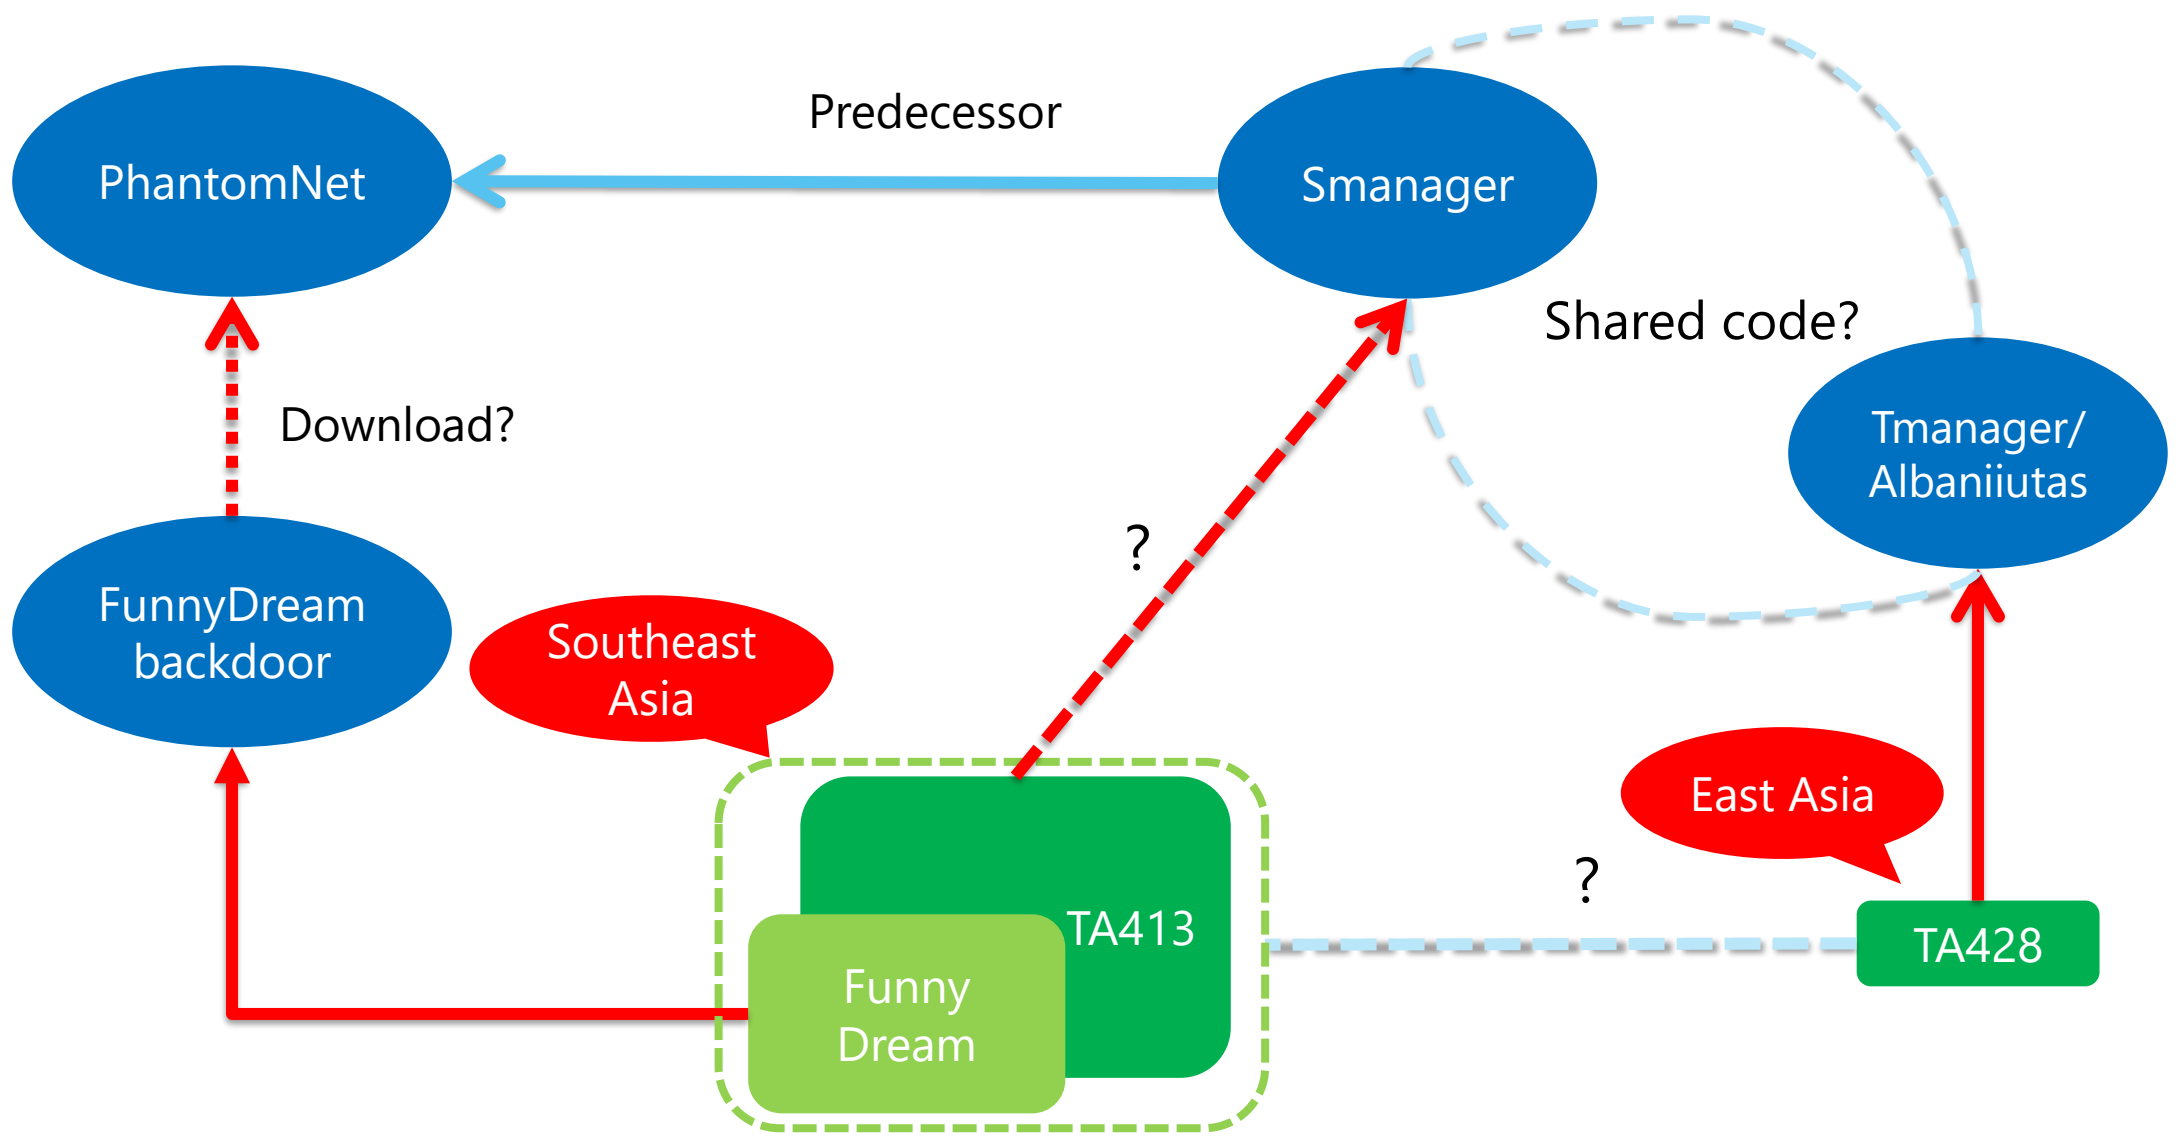 Predecessor
PhantomNet
Smanager
Shared code?
Download?
Tmanager/
Albaniiutas
?
FunnyDream
backdoor
Southeast
Asia
East Asia
?
TA413
TA428
Funny
Dream